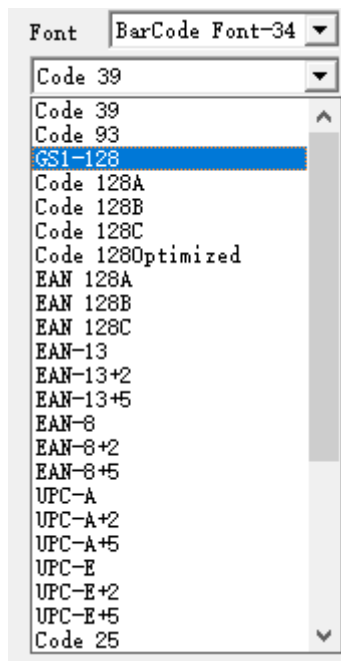 Font BarCode Font-34
Code 39
Code 39
Code 93
GS1-128
Code 128A
Code 128B
Code 128C
Code 128Optimized
EAN 128A
EAN 128B
EAN 128C
EAN-13
EAN-13+2
EAN-13+5
EAN-8
EAN-8+2
EAN-8+5
UPC-A
UPC-A+2
UPC-A+5
UPC-E
UPC-E+2
UPC-E+5
Code 25